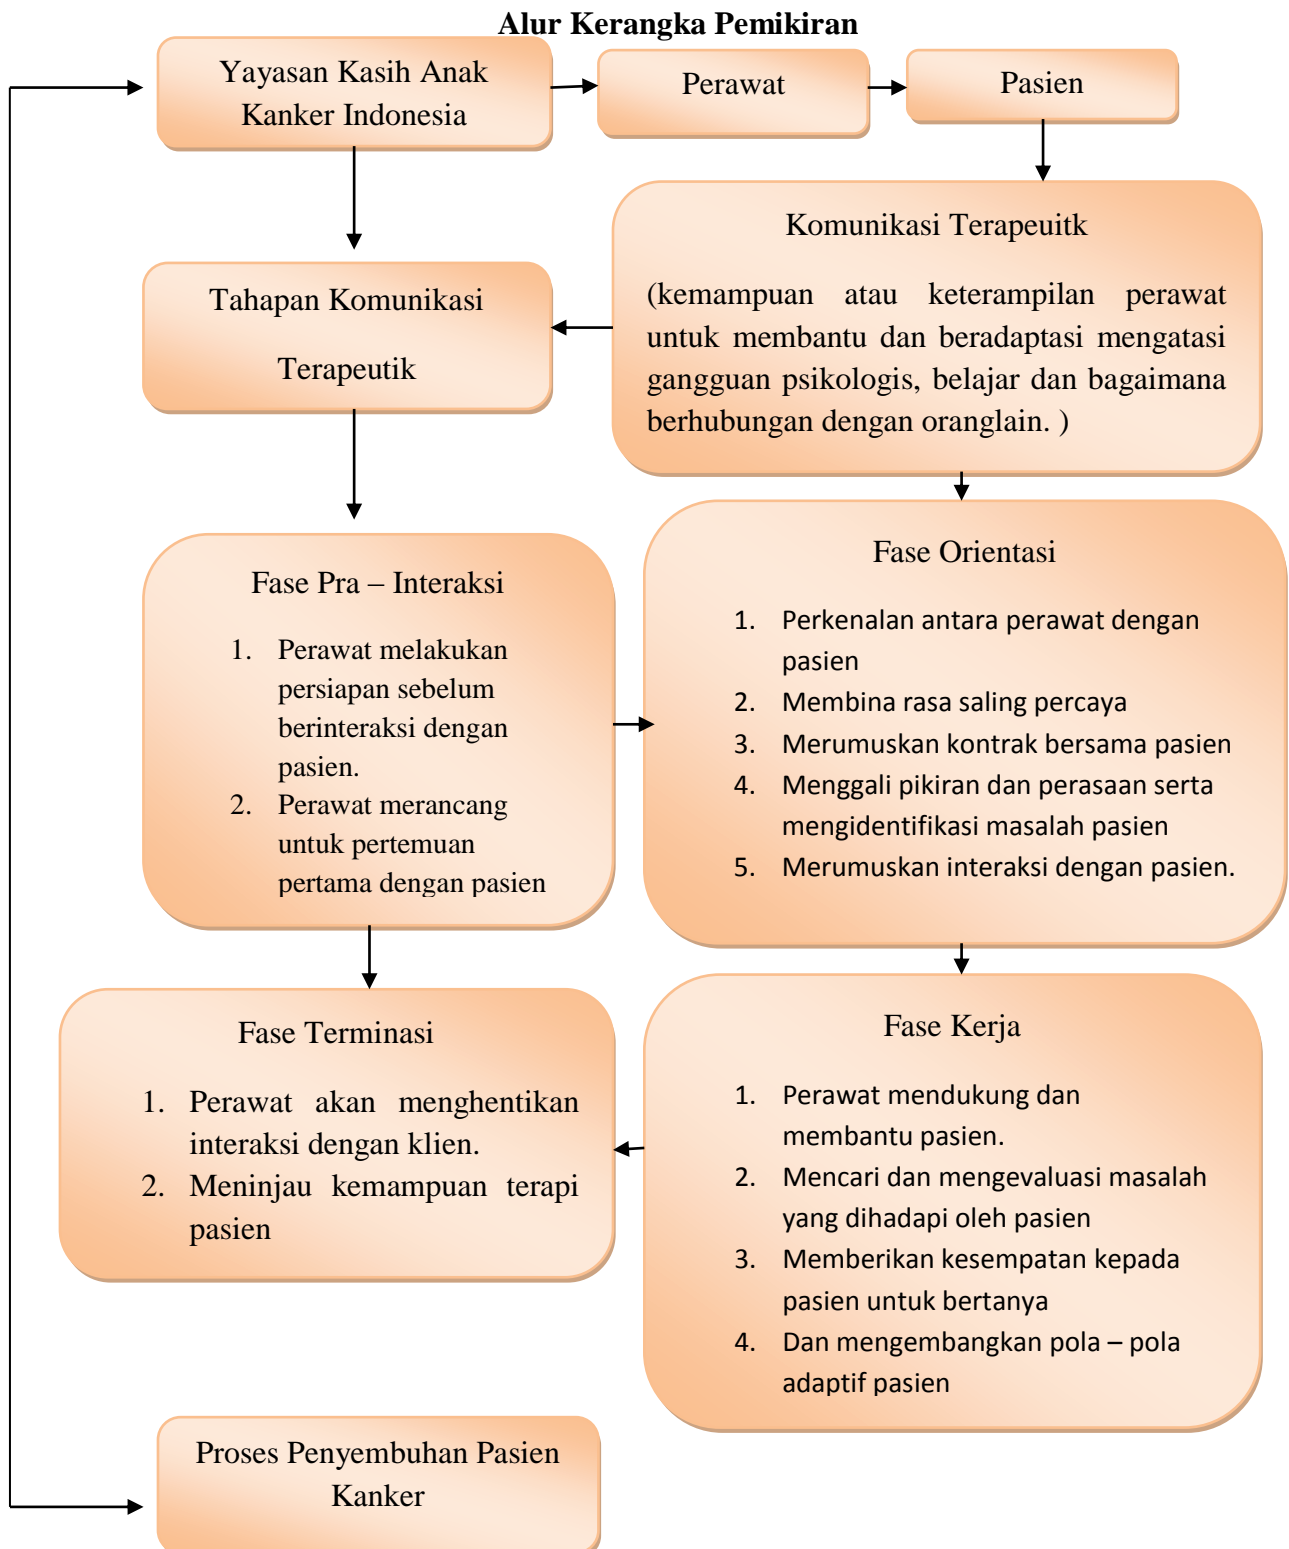 Alur Kerangka Pemikiran
Yayasan Kasih Anak
Kanker Indonesia
Perawat
Pasien
Komunikasi Terapeuitk
(kemampuan atau keterampilan perawat
untuk membantu dan beradaptasi mengatasi
gangguan psikologis, belajar dan bagaimana
berhubungan dengan oranglain. )
Tahapan Komunikasi
Terapeutik
Fase Pra – Interaksi
1. Perawat melakukan
persiapan sebelum
berinteraksi dengan
pasien.
2. Perawat merancang
untuk pertemuan
pertama dengan pasien
Fase Orientasi
1. Perkenalan antara perawat dengan
pasien
2. Membina rasa saling percaya
3. Merumuskan kontrak bersama pasien
4. Menggali pikiran dan perasaan serta
mengidentifikasi masalah pasien
5. Merumuskan interaksi dengan pasien.
Fase Terminasi
1. Perawat akan menghentikan
interaksi dengan klien.
2. Meninjau kemampuan terapi
pasien
Fase Kerja
1. Perawat mendukung dan
membantu pasien.
2. Mencari dan mengevaluasi masalah
yang dihadapi oleh pasien
3. Memberikan kesempatan kepada
pasien untuk bertanya
4. Dan mengembangkan pola – pola
adaptif pasien
Proses Penyembuhan Pasien
Kanker